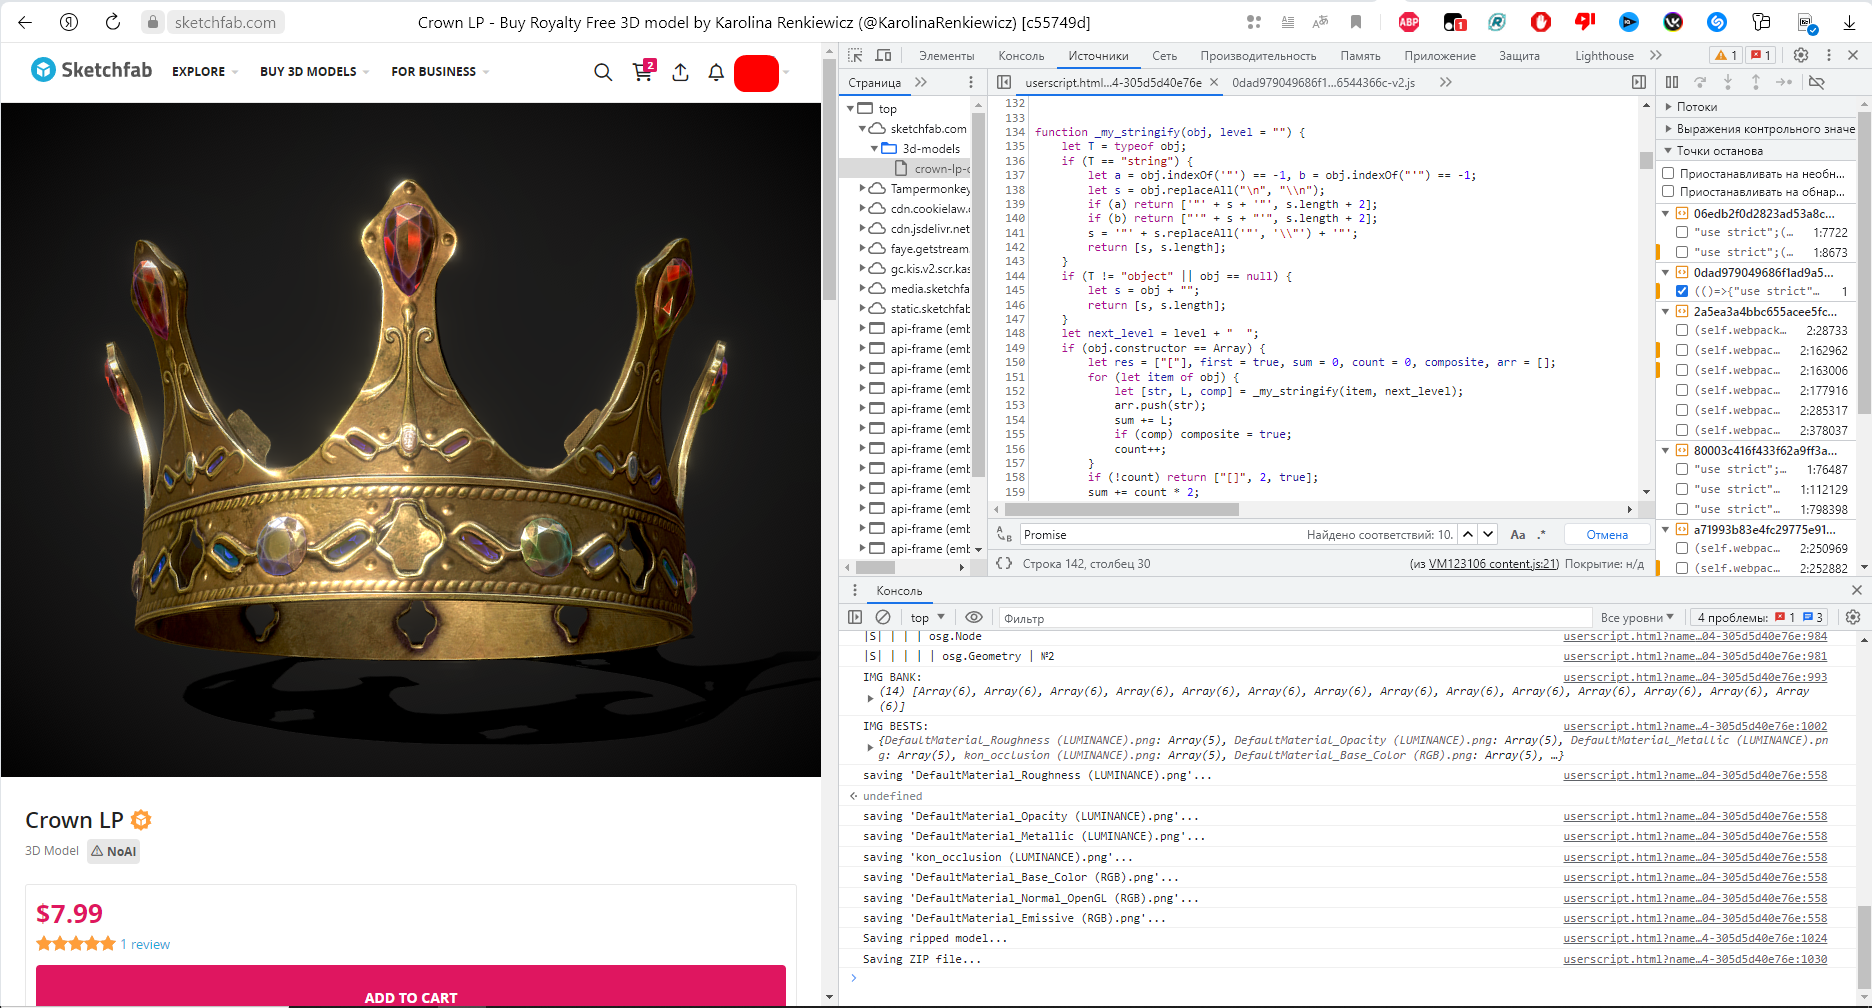 sketchfab.com
Crown LP - Buy Royalty Free 3D model by Karolina Renkiewicz (@KarolinaRenkiewicz) [c55749d]
ABP
1
Sketchfab
EXPLORE
BUY 3D MODELS
FOR BUSINESS
2
Crown LP
3D Model
NoAI
$7.99
1 review
ADD TO CART
Элементы
Консоль
Источники
Сеть
Производительность
Память
Приложение
Защита
Lighthouse
1
1
Страница
userscript.html...4-305d5d40e76e
0dad979049686f1...6544366c-v2.js
top
sketchfab.com
3d-models
crown-lp-c
Tampermonkey
cdn.cookielaw.
cdn.jsdelivr.net
faye.getstream
gc.kis.v2.scr.kas
media.sketchfa
static.sketchfab
api-frame (emb
api-frame (emb
api-frame (emb
api-frame (emb
api-frame (emb
api-frame (emb
api-frame (emb
api-frame (emb
api-frame (emb
api-frame (emb
api-frame (emb
api-frame (emb
132
133
134 function _my_stringify(obj, level = "") {
135 let T = typeof obj;
136 if (T == "string") {
137 let a = obj.indexOf('"') == -1, b = obj.indexOf("'") == -1;
138 let s = obj.replaceAll("\n", "\\n");
139 if (a) return ['"' + s + '"', s.length + 2];
140 if (b) return ["'" + s + "'", s.length + 2];
141 s = '"' + s.replaceAll('"', '\\"') + '"';
142 return [s, s.length];
143 }
144 if (T != "object" || obj == null) {
145 let s = obj + "";
146 return [s, s.length];
147 }
148 let next_level = level + "  ";
149 if (obj.constructor == Array) {
150 let res = ["["], first = true, sum = 0, count = 0, composite, arr = [];
151 for (let item of obj) {
152 let [str, L, comp] = _my_stringify(item, next_level);
153 arr.push(str);
154 sum += L;
155 if (comp) composite = true;
156 count++;
157 }
158 if (!count) return ["[]", 2, true];
159 sum += count * 2;
Promise
Найдено соответствий: 10.
Aa
.*
Отмена
Строка 142, столбец 30
(из VM123106 content.js:21)
Покрытие: н/д
Потоки
Выражения контрольного значе
Точки останова
Приостанавливать на необн...
Приостанавливать на обнар...
06edb2f0d2823ad53a8c...
"use strict";(... 1:7722
"use strict";(... 1:8673
0dad979049686f1ad9a5...
(()=>{"use strict"... 1
2a5ea3a4bbc655acee5fc...
(self.webpack... 2:28733
(self.webpac... 2:162962
(self.webpac... 2:163006
(self.webpac... 2:177916
(self.webpac... 2:285317
(self.webpac... 2:378037
80003c416f433f62a9ff3a...
"use strict";... 1:76487
"use strict"... 1:112129
"use strict"... 1:798398
a71993b83e4fc29775e91...
(self.webpac... 2:250969
(self.webpac... 2:252882
Консоль
top
Фильтр
Все уровни
4 проблемы: 1 3
|S| | | | osg.Node userscript.html?name…04-305d5d40e76e:984
|S| | | | | osg.Geometry | №2 userscript.html?name…04-305d5d40e76e:981
IMG BANK: userscript.html?name…04-305d5d40e76e:993
(14) [Array(6), Array(6), Array(6), Array(6), Array(6), Array(6), Array(6), Array(6), Array(6), Array(6), Array(6), Array(6), Array(6), Array
(6)]
IMG BESTS: userscript.html?name…4-305d5d40e76e:1002
{DefaultMaterial_Roughness (LUMINANCE).png: Array(5), DefaultMaterial_Opacity (LUMINANCE).png: Array(5), DefaultMaterial_Metallic (LUMINANCE).pn
g: Array(5), kon_occlusion (LUMINANCE).png: Array(5), DefaultMaterial_Base_Color (RGB).png: Array(5), …}
saving 'DefaultMaterial_Roughness (LUMINANCE).png'... userscript.html?name…04-305d5d40e76e:558
undefined
saving 'DefaultMaterial_Opacity (LUMINANCE).png'... userscript.html?name…04-305d5d40e76e:558
saving 'DefaultMaterial_Metallic (LUMINANCE).png'... userscript.html?name…04-305d5d40e76e:558
saving 'kon_occlusion (LUMINANCE).png'... userscript.html?name…04-305d5d40e76e:558
saving 'DefaultMaterial_Base_Color (RGB).png'... userscript.html?name…04-305d5d40e76e:558
saving 'DefaultMaterial_Normal_OpenGL (RGB).png'... userscript.html?name…04-305d5d40e76e:558
saving 'DefaultMaterial_Emissive (RGB).png'... userscript.html?name…04-305d5d40e76e:558
Saving ripped model... userscript.html?name…4-305d5d40e76e:1024
Saving ZIP file... userscript.html?name…4-305d5d40e76e:1030